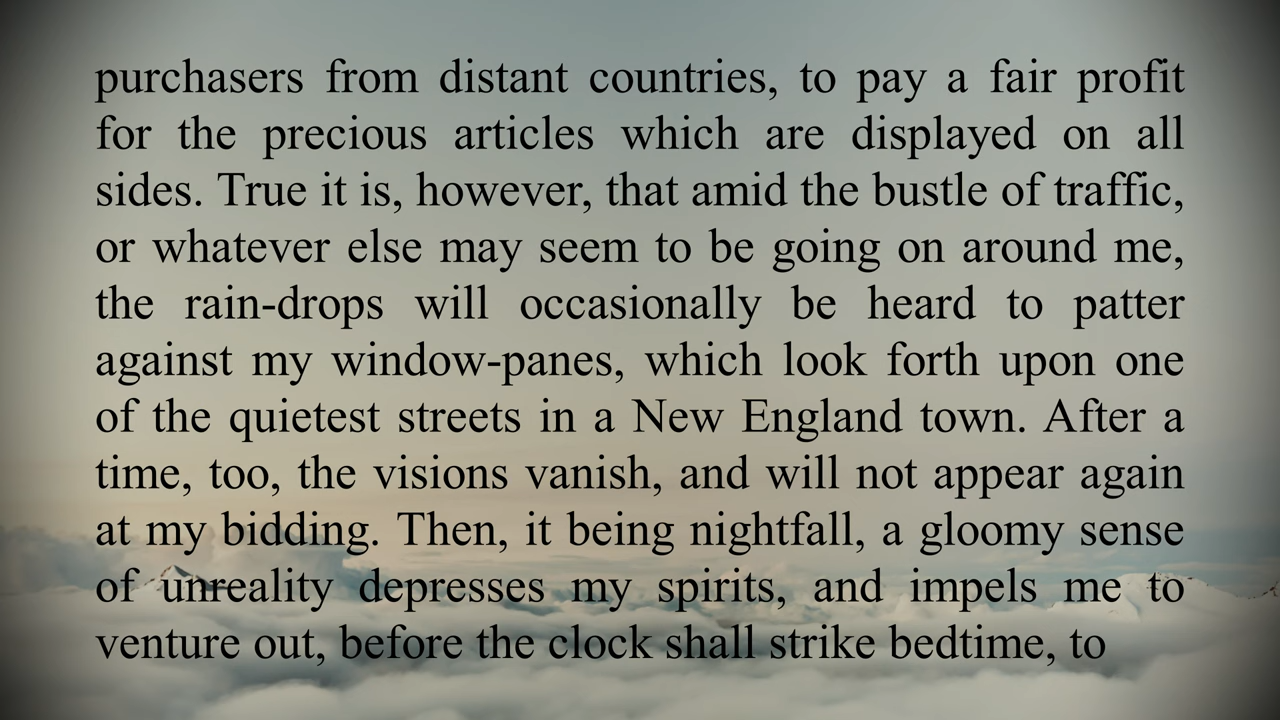 purchasers from distant countries, to pay a fair profit
for the precious articles which are displayed on all
sides. True it is, however, that amid the bustle of traffic,
or whatever else may seem to be going on around me,
the rain-drops will occasionally be heard to patter
against my window-panes, which look forth upon one
of the quietest streets in a New England town. After a
time, too, the visions vanish, and will not appear again
at my bidding. Then, it being nightfall, a gloomy sense
of unreality depresses my spirits, and impels me to
venture out, before the clock shall strike bedtime, to